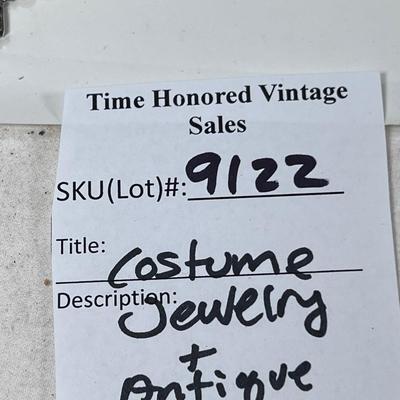 Time Honored Vintage
Sales
SKU(Lot)#: 9122
Title: Costume
Description: Jewelry
+
Antique